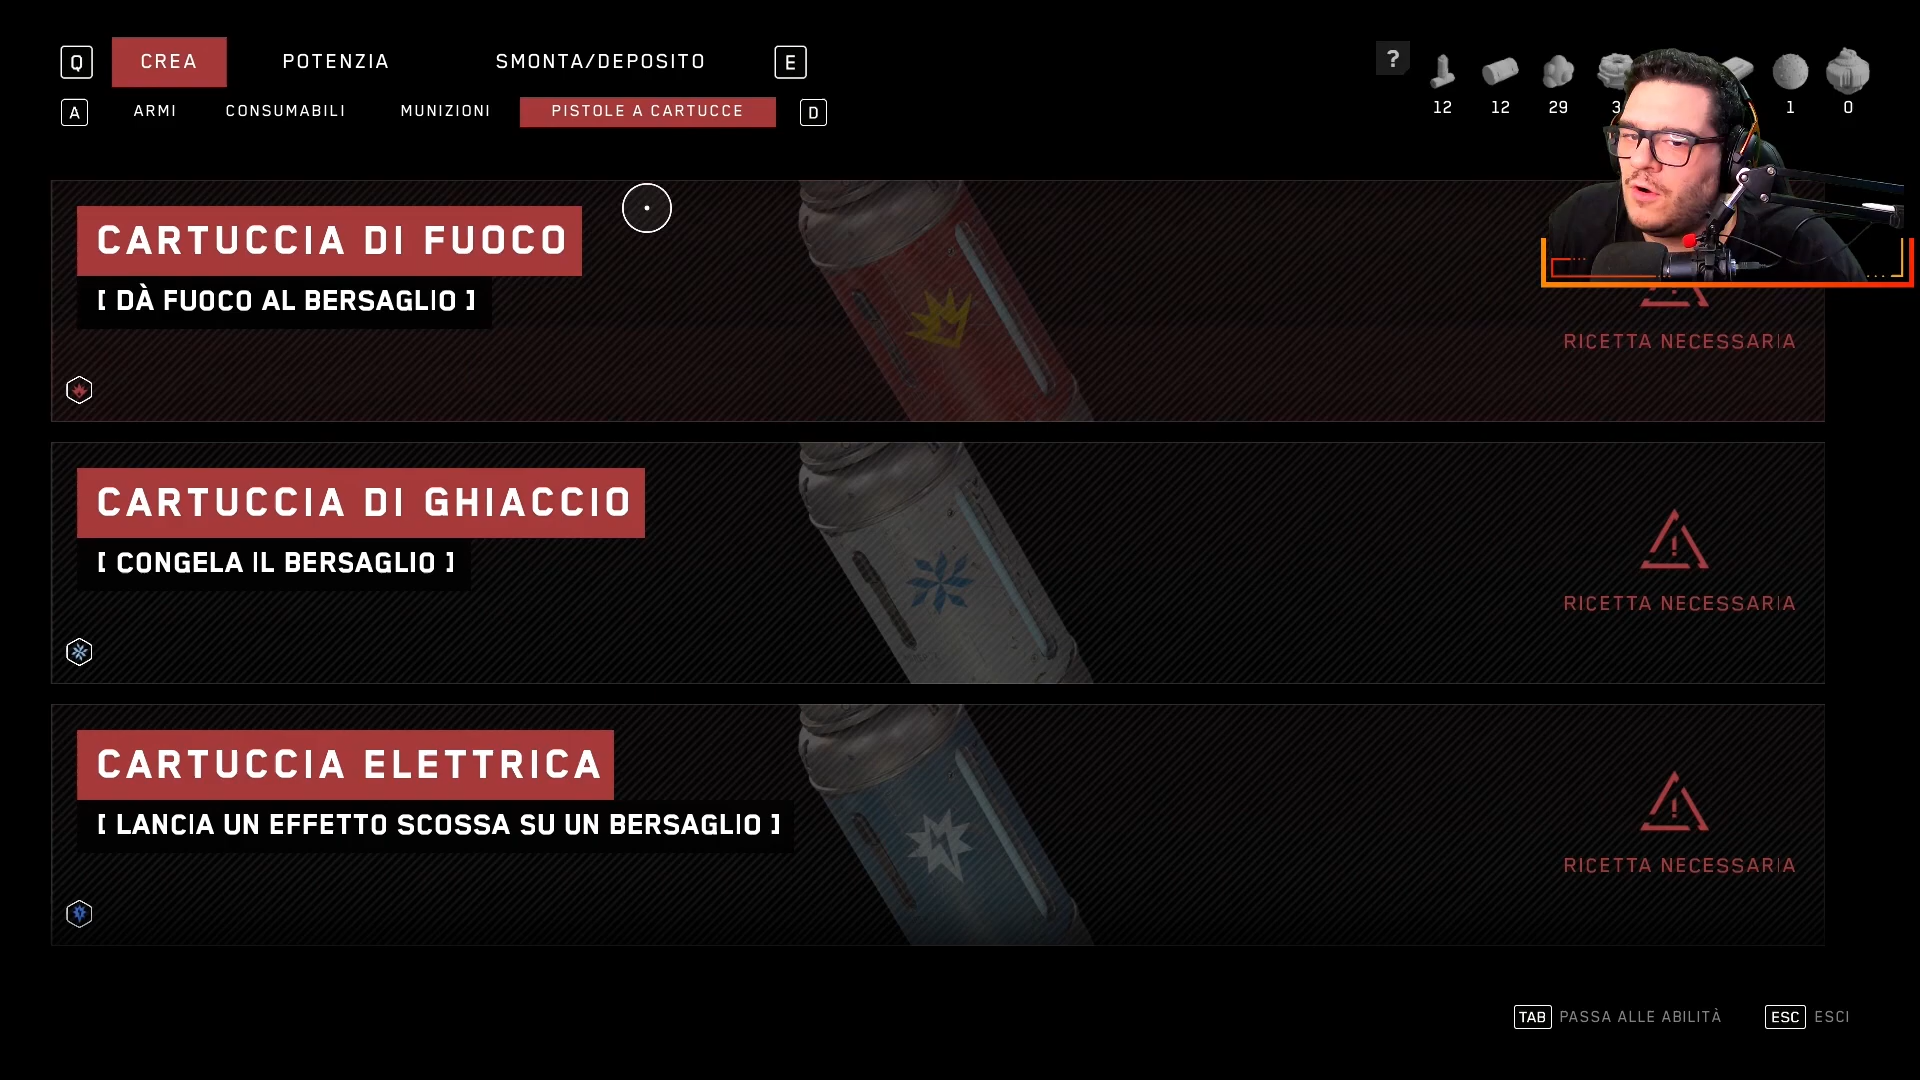 Q CREA POTENZIA SMONTA/DEPOSITO E
?
A ARMI CONSUMABILI MUNIZIONI PISTOLE A CARTUCCE D
12 12 29 3 1 0
CARTUCCIA DI FUOCO
[ DÀ FUOCO AL BERSAGLIO ]
RICETTA NECESSARIA
CARTUCCIA DI GHIACCIO
[ CONGELA IL BERSAGLIO ]
RICETTA NECESSARIA
CARTUCCIA ELETTRICA
[ LANCIA UN EFFETTO SCOSSA SU UN BERSAGLIO ]
RICETTA NECESSARIA
TAB PASSA ALLE ABILITÀ ESC ESCI